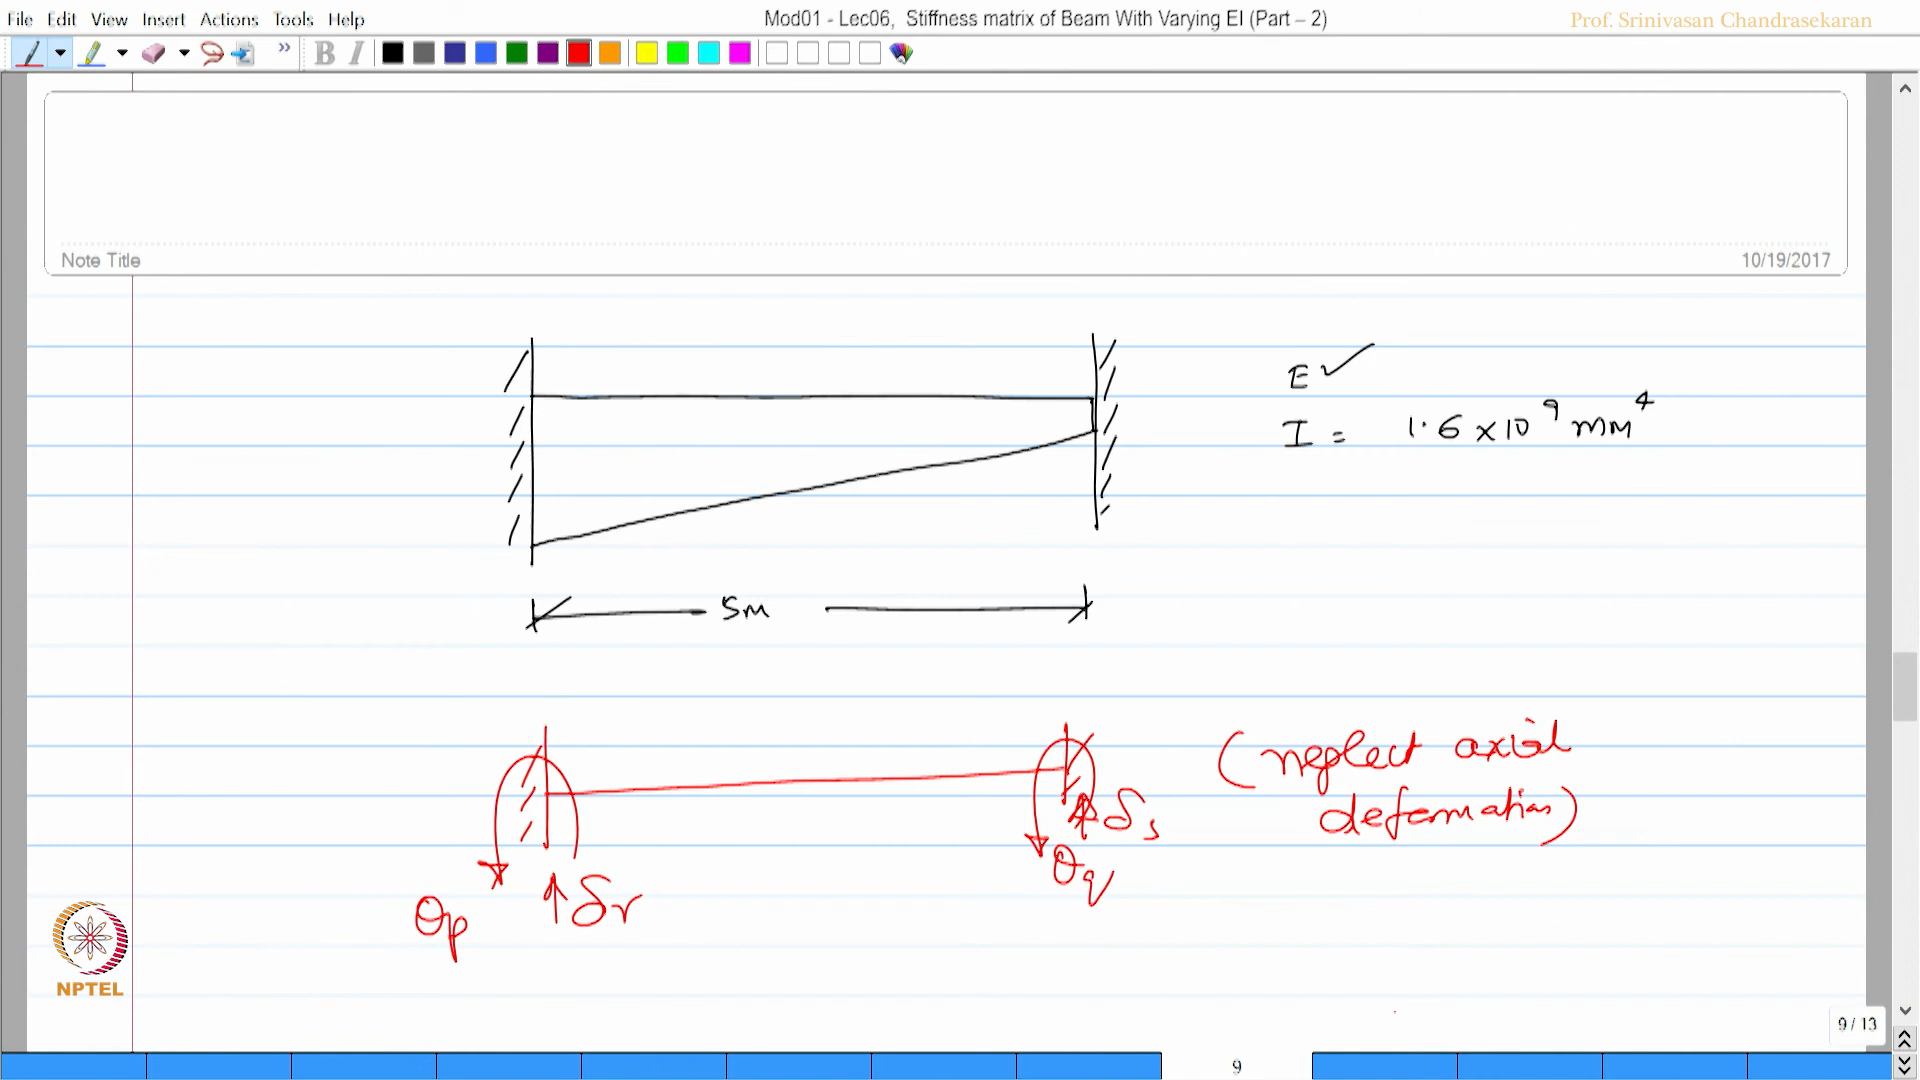 File Edit View Insert Actions Tools Help
Mod01 - Lec06, Stiffness matrix of Beam With Varying EI (Part – 2)
Prof. Srinivasan Chandrasekaran
B I
Note Title
10/19/2017
E ✓
I = 1.6 × 10⁹ mm⁴
5m
(neglect axial
deformation)
θp
↑ δr
↑ δs
θq
NPTEL
9 / 13
9